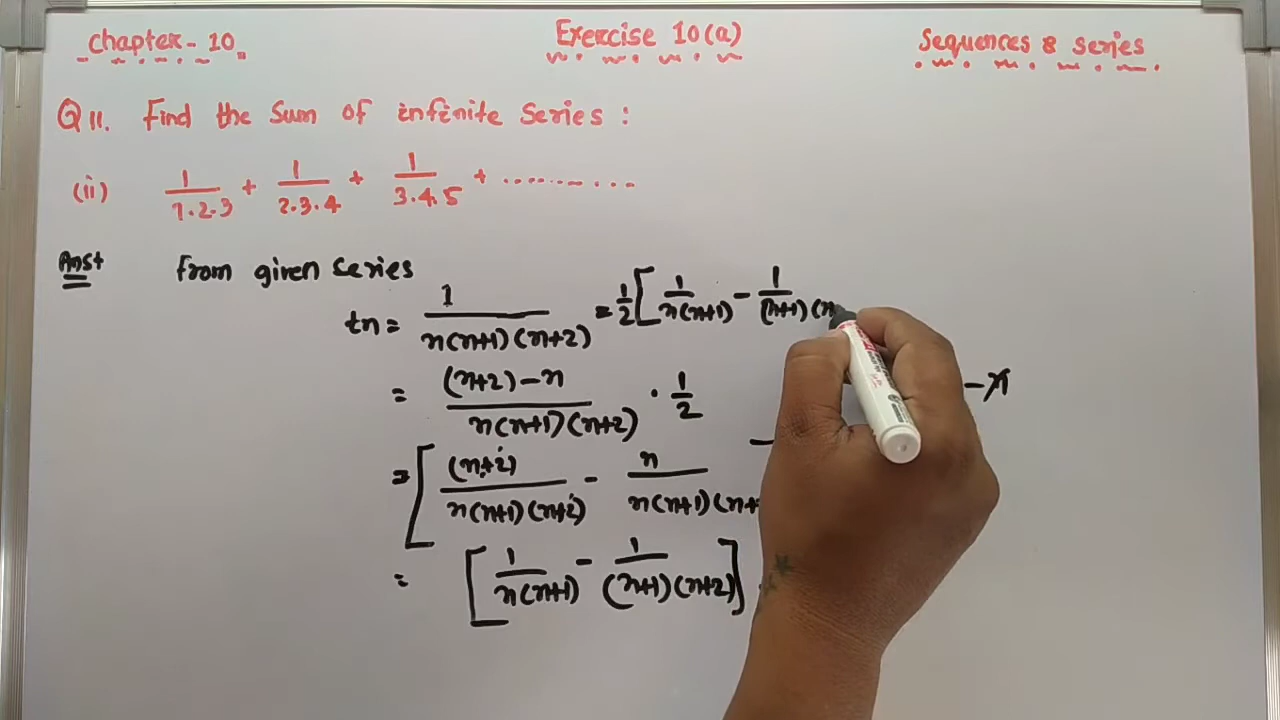 Chapter - 10
Exercise 10(a)
Sequences & Series
Q 11. Find the Sum of infinite Series :
(ii) 1/1.2.3 + 1/2.3.4 + 1/3.4.5 + ..........
Ans: From given series
tn = 1/n(n+1)(n+2) = 1/2[1/n(n+1) - 1/(n+1)(n
= (n+2)-n/n(n+1)(n+2) . 1/2 -n
= [(n+2)/n(n+1)(n+2) - n/n(n+1)(n+
= [1/n(n+1) - 1/(n+1)(n+2)]